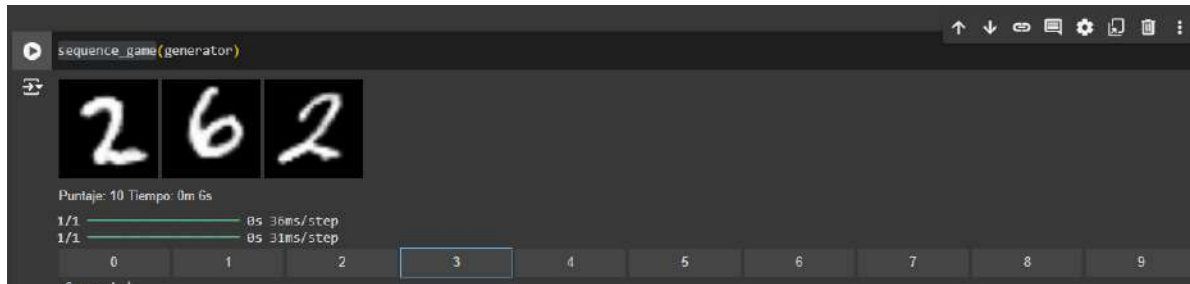 sequence_game(generator)
2 6 2
Puntaje: 10 Tiempo: 0m 6s
1/1 0s 36ms/step
1/1 0s 31ms/step
0 1 2 3 4 5 6 7 8 9